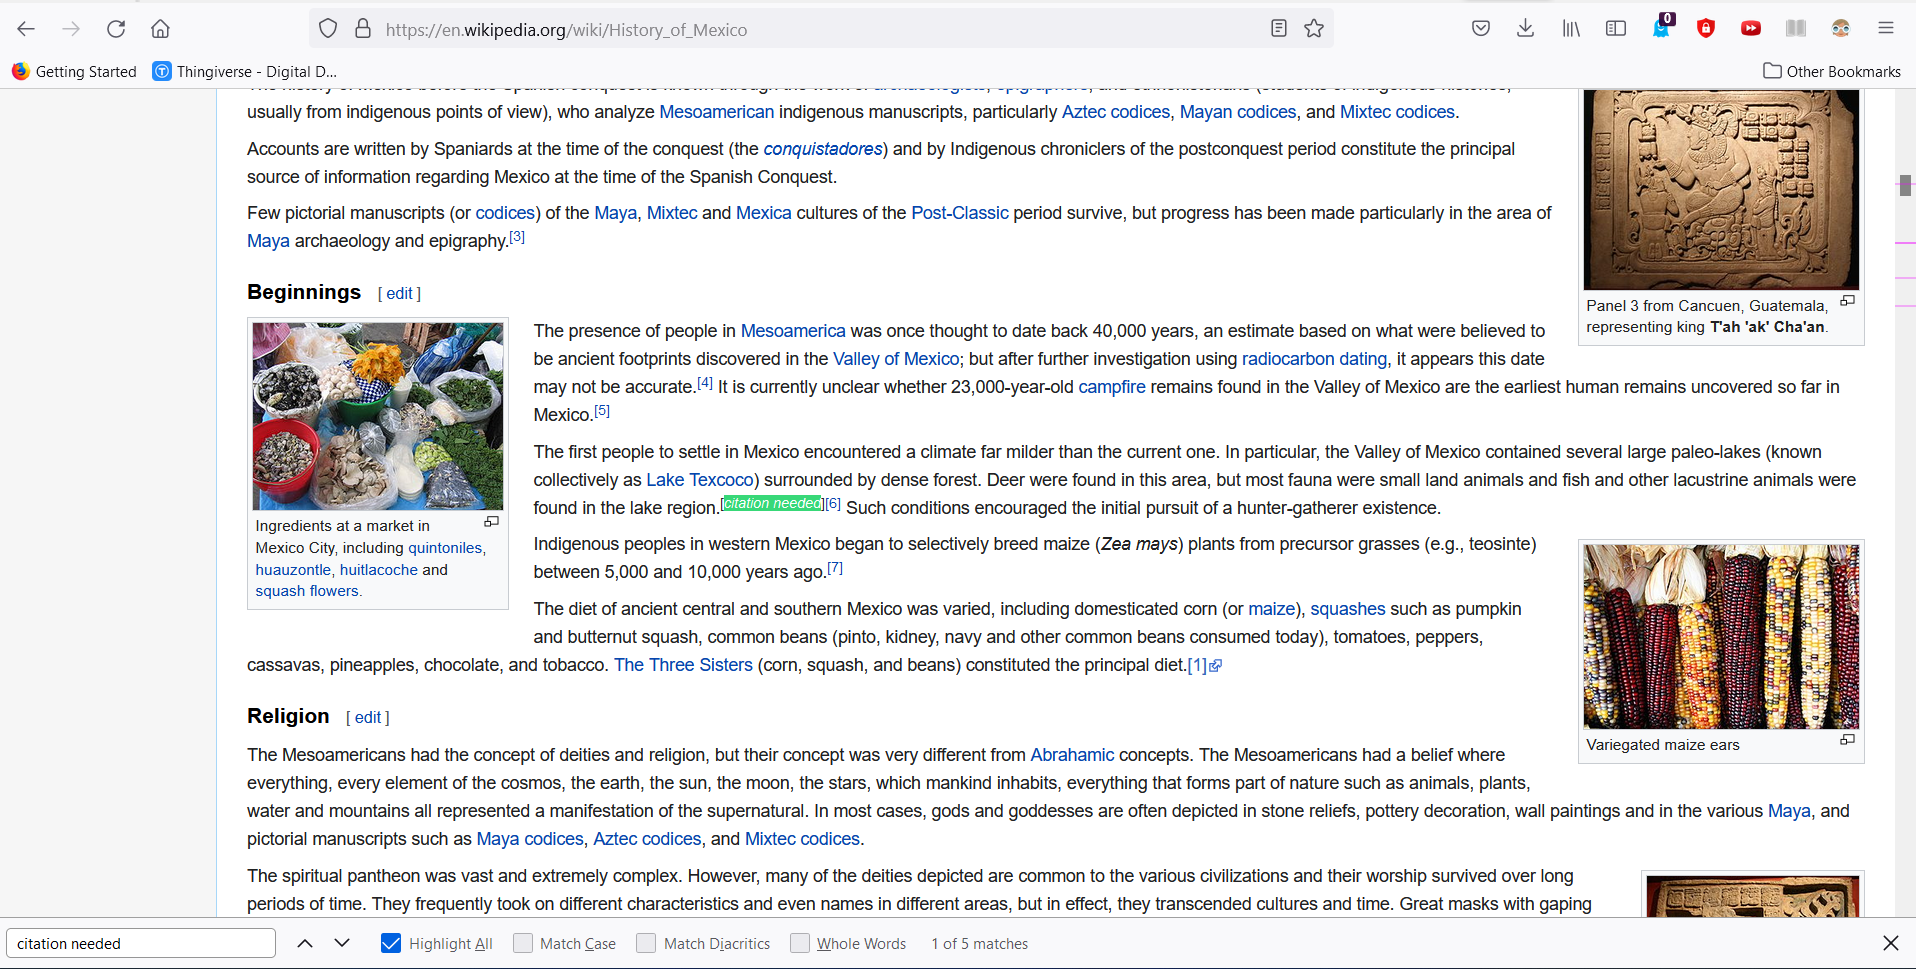 https://en.wikipedia.org/wiki/History_of_Mexico
0
Getting Started
Thingiverse - Digital D...
Other Bookmarks
usually from indigenous points of view), who analyze Mesoamerican indigenous manuscripts, particularly Aztec codices, Mayan codices, and Mixtec codices.
Accounts are written by Spaniards at the time of the conquest (the conquistadores) and by Indigenous chroniclers of the postconquest period constitute the principal
source of information regarding Mexico at the time of the Spanish Conquest.
Few pictorial manuscripts (or codices) of the Maya, Mixtec and Mexica cultures of the Post-Classic period survive, but progress has been made particularly in the area of
Maya archaeology and epigraphy.[3]
Panel 3 from Cancuen, Guatemala,
representing king T'ah 'ak' Cha'an.
Beginnings [ edit ]
The presence of people in Mesoamerica was once thought to date back 40,000 years, an estimate based on what were believed to
be ancient footprints discovered in the Valley of Mexico; but after further investigation using radiocarbon dating, it appears this date
may not be accurate.[4] It is currently unclear whether 23,000-year-old campfire remains found in the Valley of Mexico are the earliest human remains uncovered so far in
Mexico.[5]
The first people to settle in Mexico encountered a climate far milder than the current one. In particular, the Valley of Mexico contained several large paleo-lakes (known
collectively as Lake Texcoco) surrounded by dense forest. Deer were found in this area, but most fauna were small land animals and fish and other lacustrine animals were
found in the lake region.[citation needed][6] Such conditions encouraged the initial pursuit of a hunter-gatherer existence.
Ingredients at a market in
Mexico City, including quintoniles,
huauzontle, huitlacoche and
squash flowers.
Indigenous peoples in western Mexico began to selectively breed maize (Zea mays) plants from precursor grasses (e.g., teosinte)
between 5,000 and 10,000 years ago.[7]
The diet of ancient central and southern Mexico was varied, including domesticated corn (or maize), squashes such as pumpkin
and butternut squash, common beans (pinto, kidney, navy and other common beans consumed today), tomatoes, peppers,
cassavas, pineapples, chocolate, and tobacco. The Three Sisters (corn, squash, and beans) constituted the principal diet.[1]
Variegated maize ears
Religion [ edit ]
The Mesoamericans had the concept of deities and religion, but their concept was very different from Abrahamic concepts. The Mesoamericans had a belief where
everything, every element of the cosmos, the earth, the sun, the moon, the stars, which mankind inhabits, everything that forms part of nature such as animals, plants,
water and mountains all represented a manifestation of the supernatural. In most cases, gods and goddesses are often depicted in stone reliefs, pottery decoration, wall paintings and in the various Maya, and
pictorial manuscripts such as Maya codices, Aztec codices, and Mixtec codices.
The spiritual pantheon was vast and extremely complex. However, many of the deities depicted are common to the various civilizations and their worship survived over long
periods of time. They frequently took on different characteristics and even names in different areas, but in effect, they transcended cultures and time. Great masks with gaping
citation needed
Highlight All
Match Case
Match Diacritics
Whole Words
1 of 5 matches